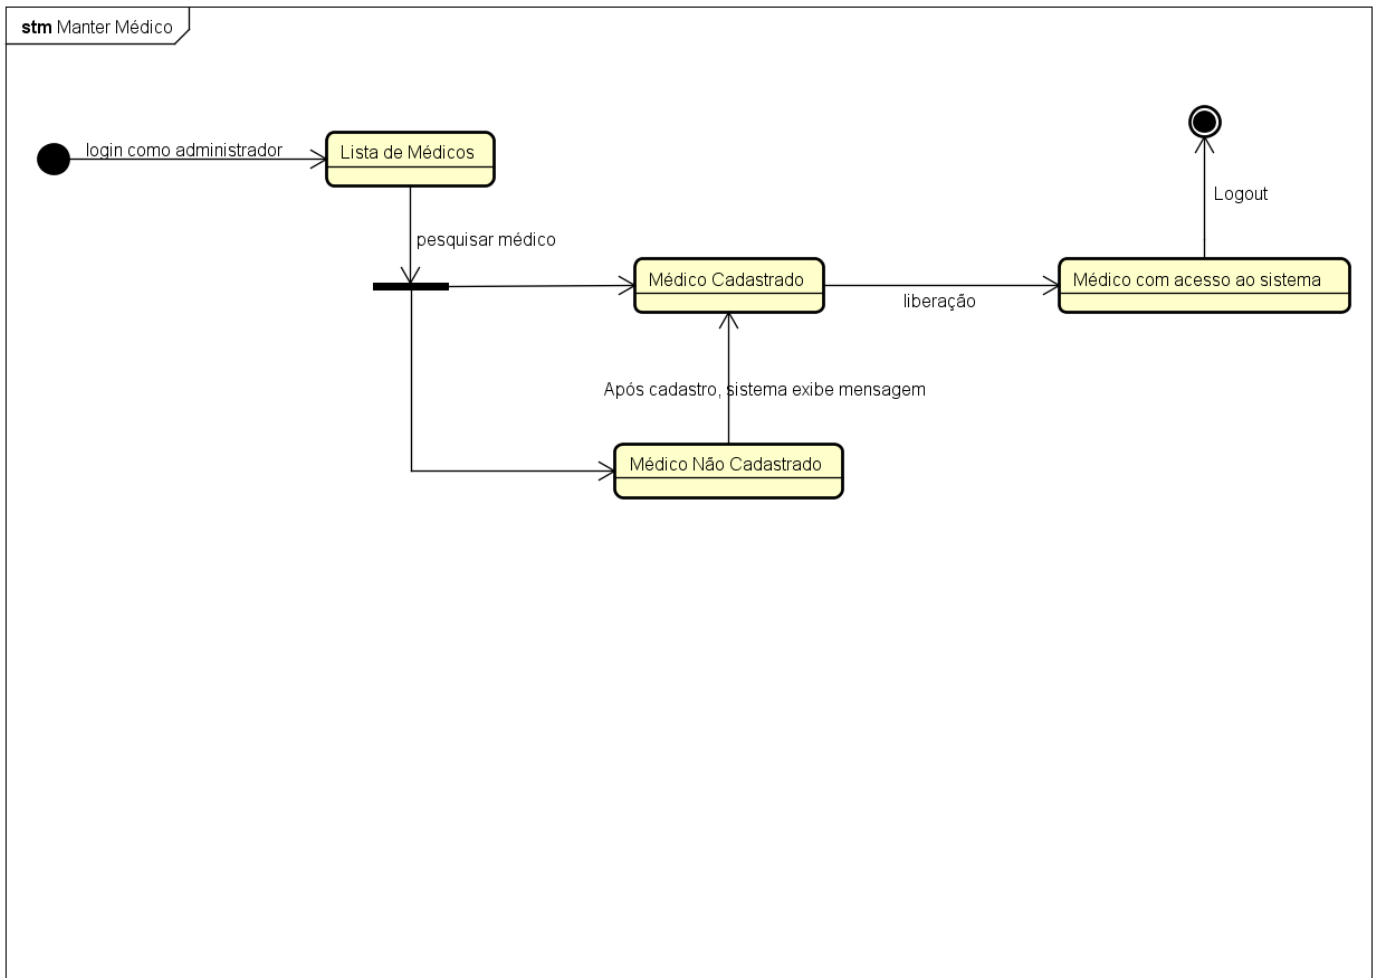 stm Manter Médico
login como administrador
Lista de Médicos
Logout
pesquisar médico
Médico Cadastrado
Médico com acesso ao sistema
liberação
Após cadastro, sistema exibe mensagem
Médico Não Cadastrado